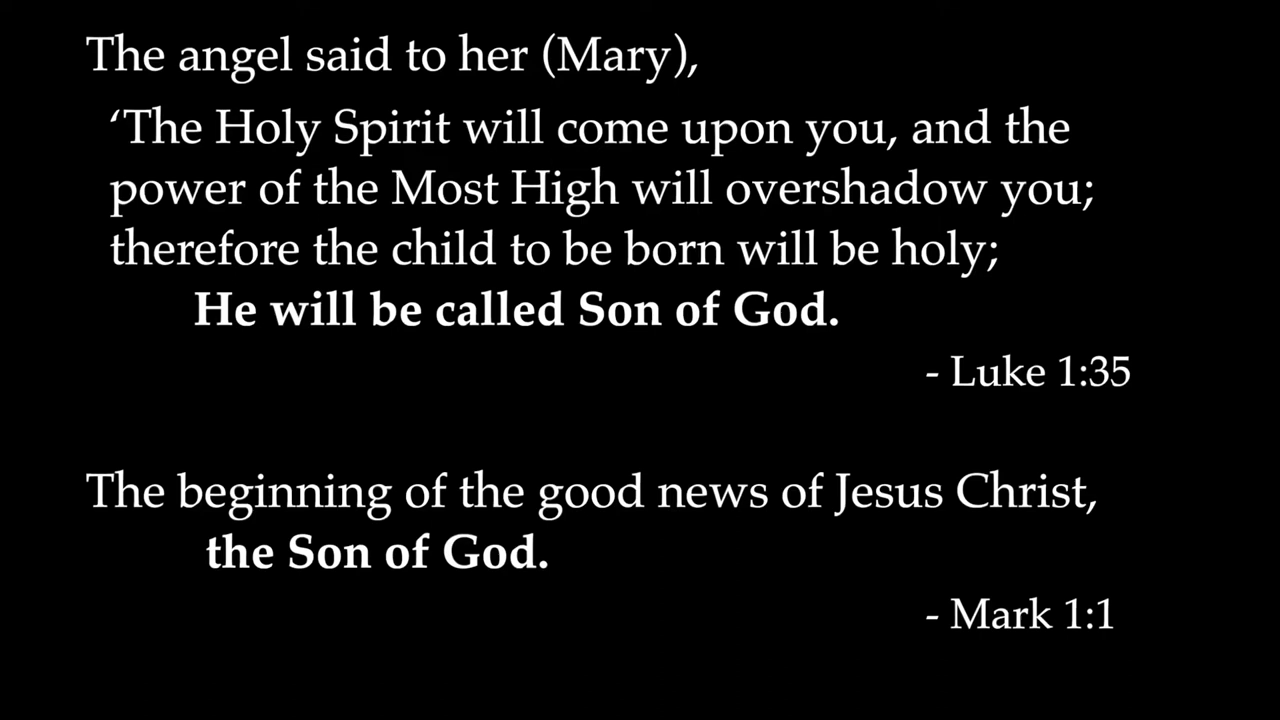 The angel said to her (Mary),
‘The Holy Spirit will come upon you, and the
power of the Most High will overshadow you;
therefore the child to be born will be holy;
He will be called Son of God.
- Luke 1:35
The beginning of the good news of Jesus Christ,
the Son of God.
- Mark 1:1